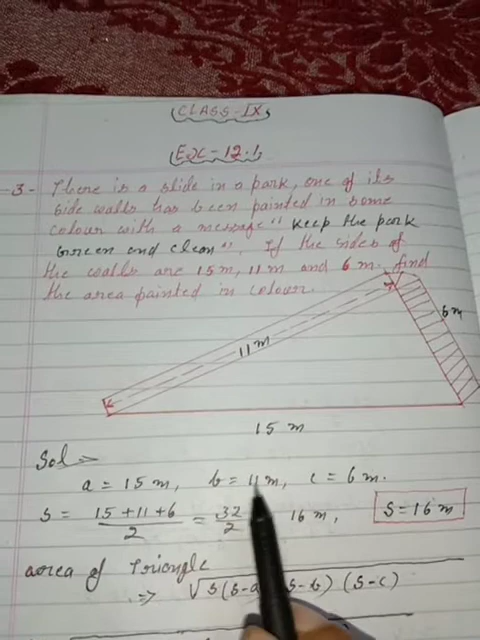 CLASS-IX
Ex-12.1
3- There is a slide in a park, one of its
side walls has been painted in some
colour with a message "Keep the park
Green and clean". If the sides of
the walls are 15m, 11m and 6m, find
the area painted in colour.
11 m
6 m
15 m
Sol
a = 15 m, b = 11 m, c = 6 m.
S = 15+11+6 / 2 = 32 / 2 16 m, S = 16 m
area of Triangle
=> √S(S-a (S-b) (S-c)